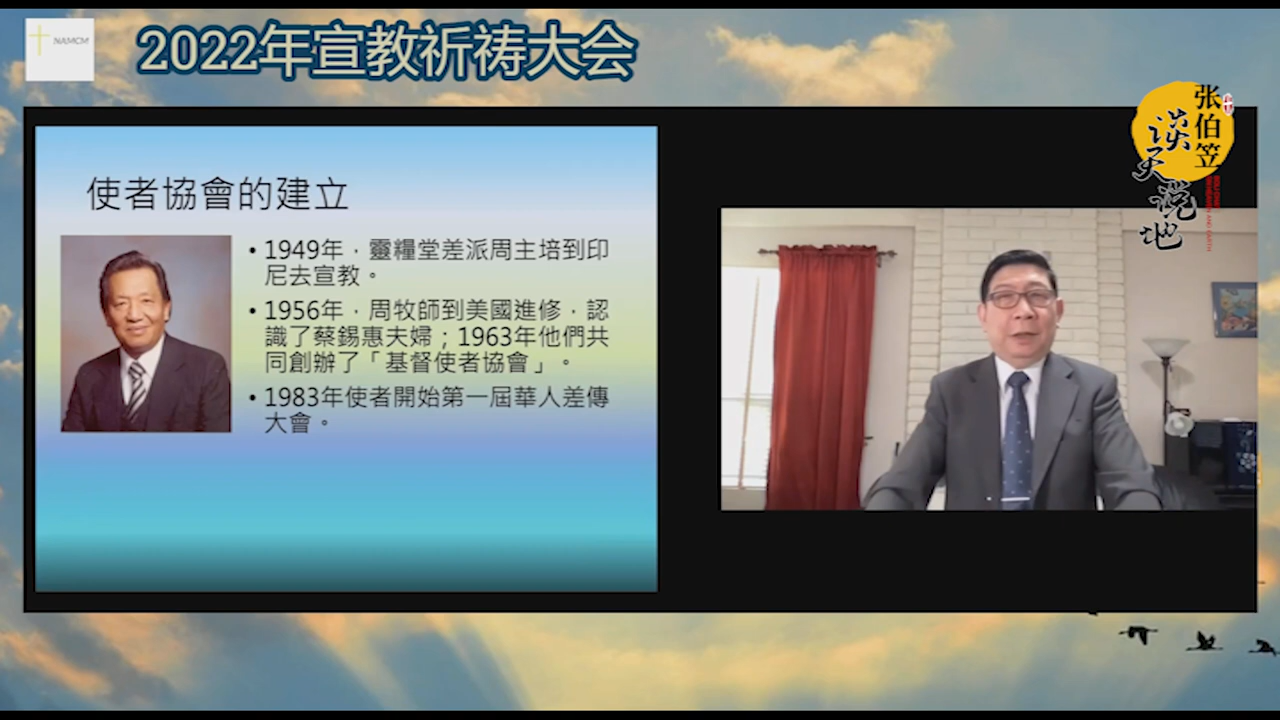 NAMCM
2022年宣教祈祷大会
张伯笠
谈天说地
使者協會的建立
• 1949年，靈糧堂差派周主培到印
尼去宣教。
• 1956年，周牧師到美國進修，認
識了蔡錫惠夫婦；1963年他們共
同創辦了「基督使者協會」。
• 1983年使者開始第一屆華人差傳
大會。